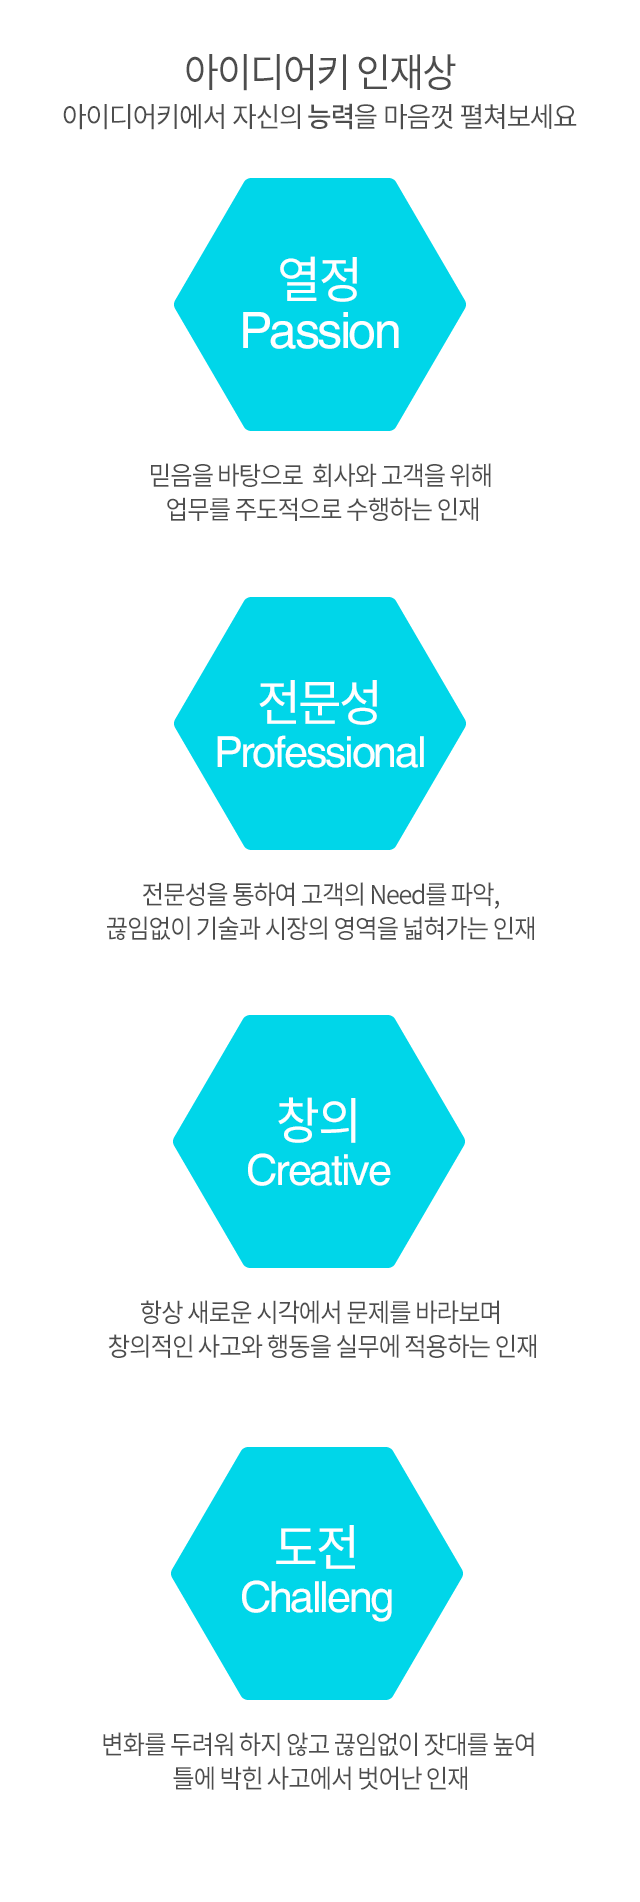 아이디어키 인재상
아이디어키에서 자신의 능력을 마음껏 펼쳐보세요
열정
Passion
믿음을 바탕으로 회사와 고객을 위해
업무를 주도적으로 수행하는 인재
전문성
Professional
전문성을 통하여 고객의 Need를 파악,
끊임없이 기술과 시장의 영역을 넓혀가는 인재
창의
Creative
항상 새로운 시각에서 문제를 바라보며
창의적인 사고와 행동을 실무에 적용하는 인재
도전
Challeng
변화를 두려워 하지 않고 끊임없이 잣대를 높여
틀에 박힌 사고에서 벗어난 인재